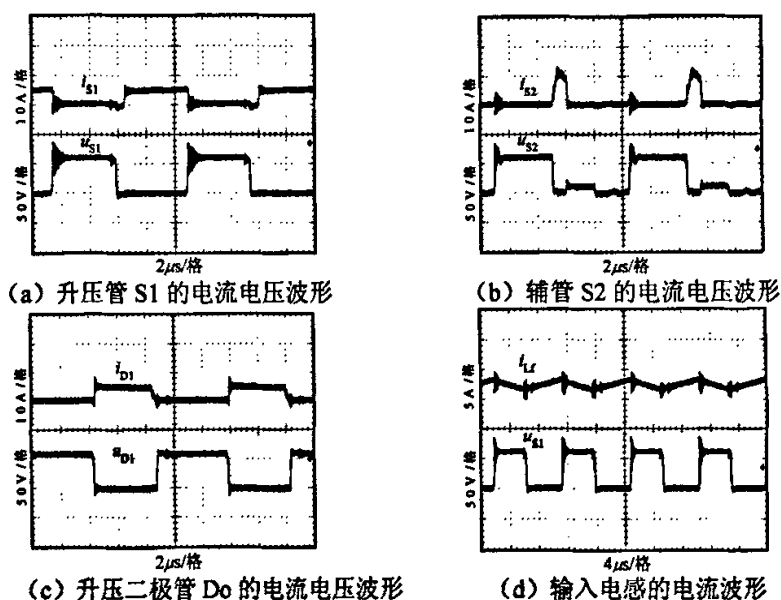 10A/格
i_S1
i_S2
10A/格
50V/格
u_S1
u_S2
50V/格
2μs/格
2μs/格
(a) 升压管 S1 的电流电压波形
(b) 辅管 S2 的电流电压波形
10A/格
i_D1
i_Lf
5A/格
50V/格
u_D1
u_S1
50V/格
2μs/格
4μs/格
(c) 升压二极管 Do 的电流电压波形
(d) 输入电感的电流波形